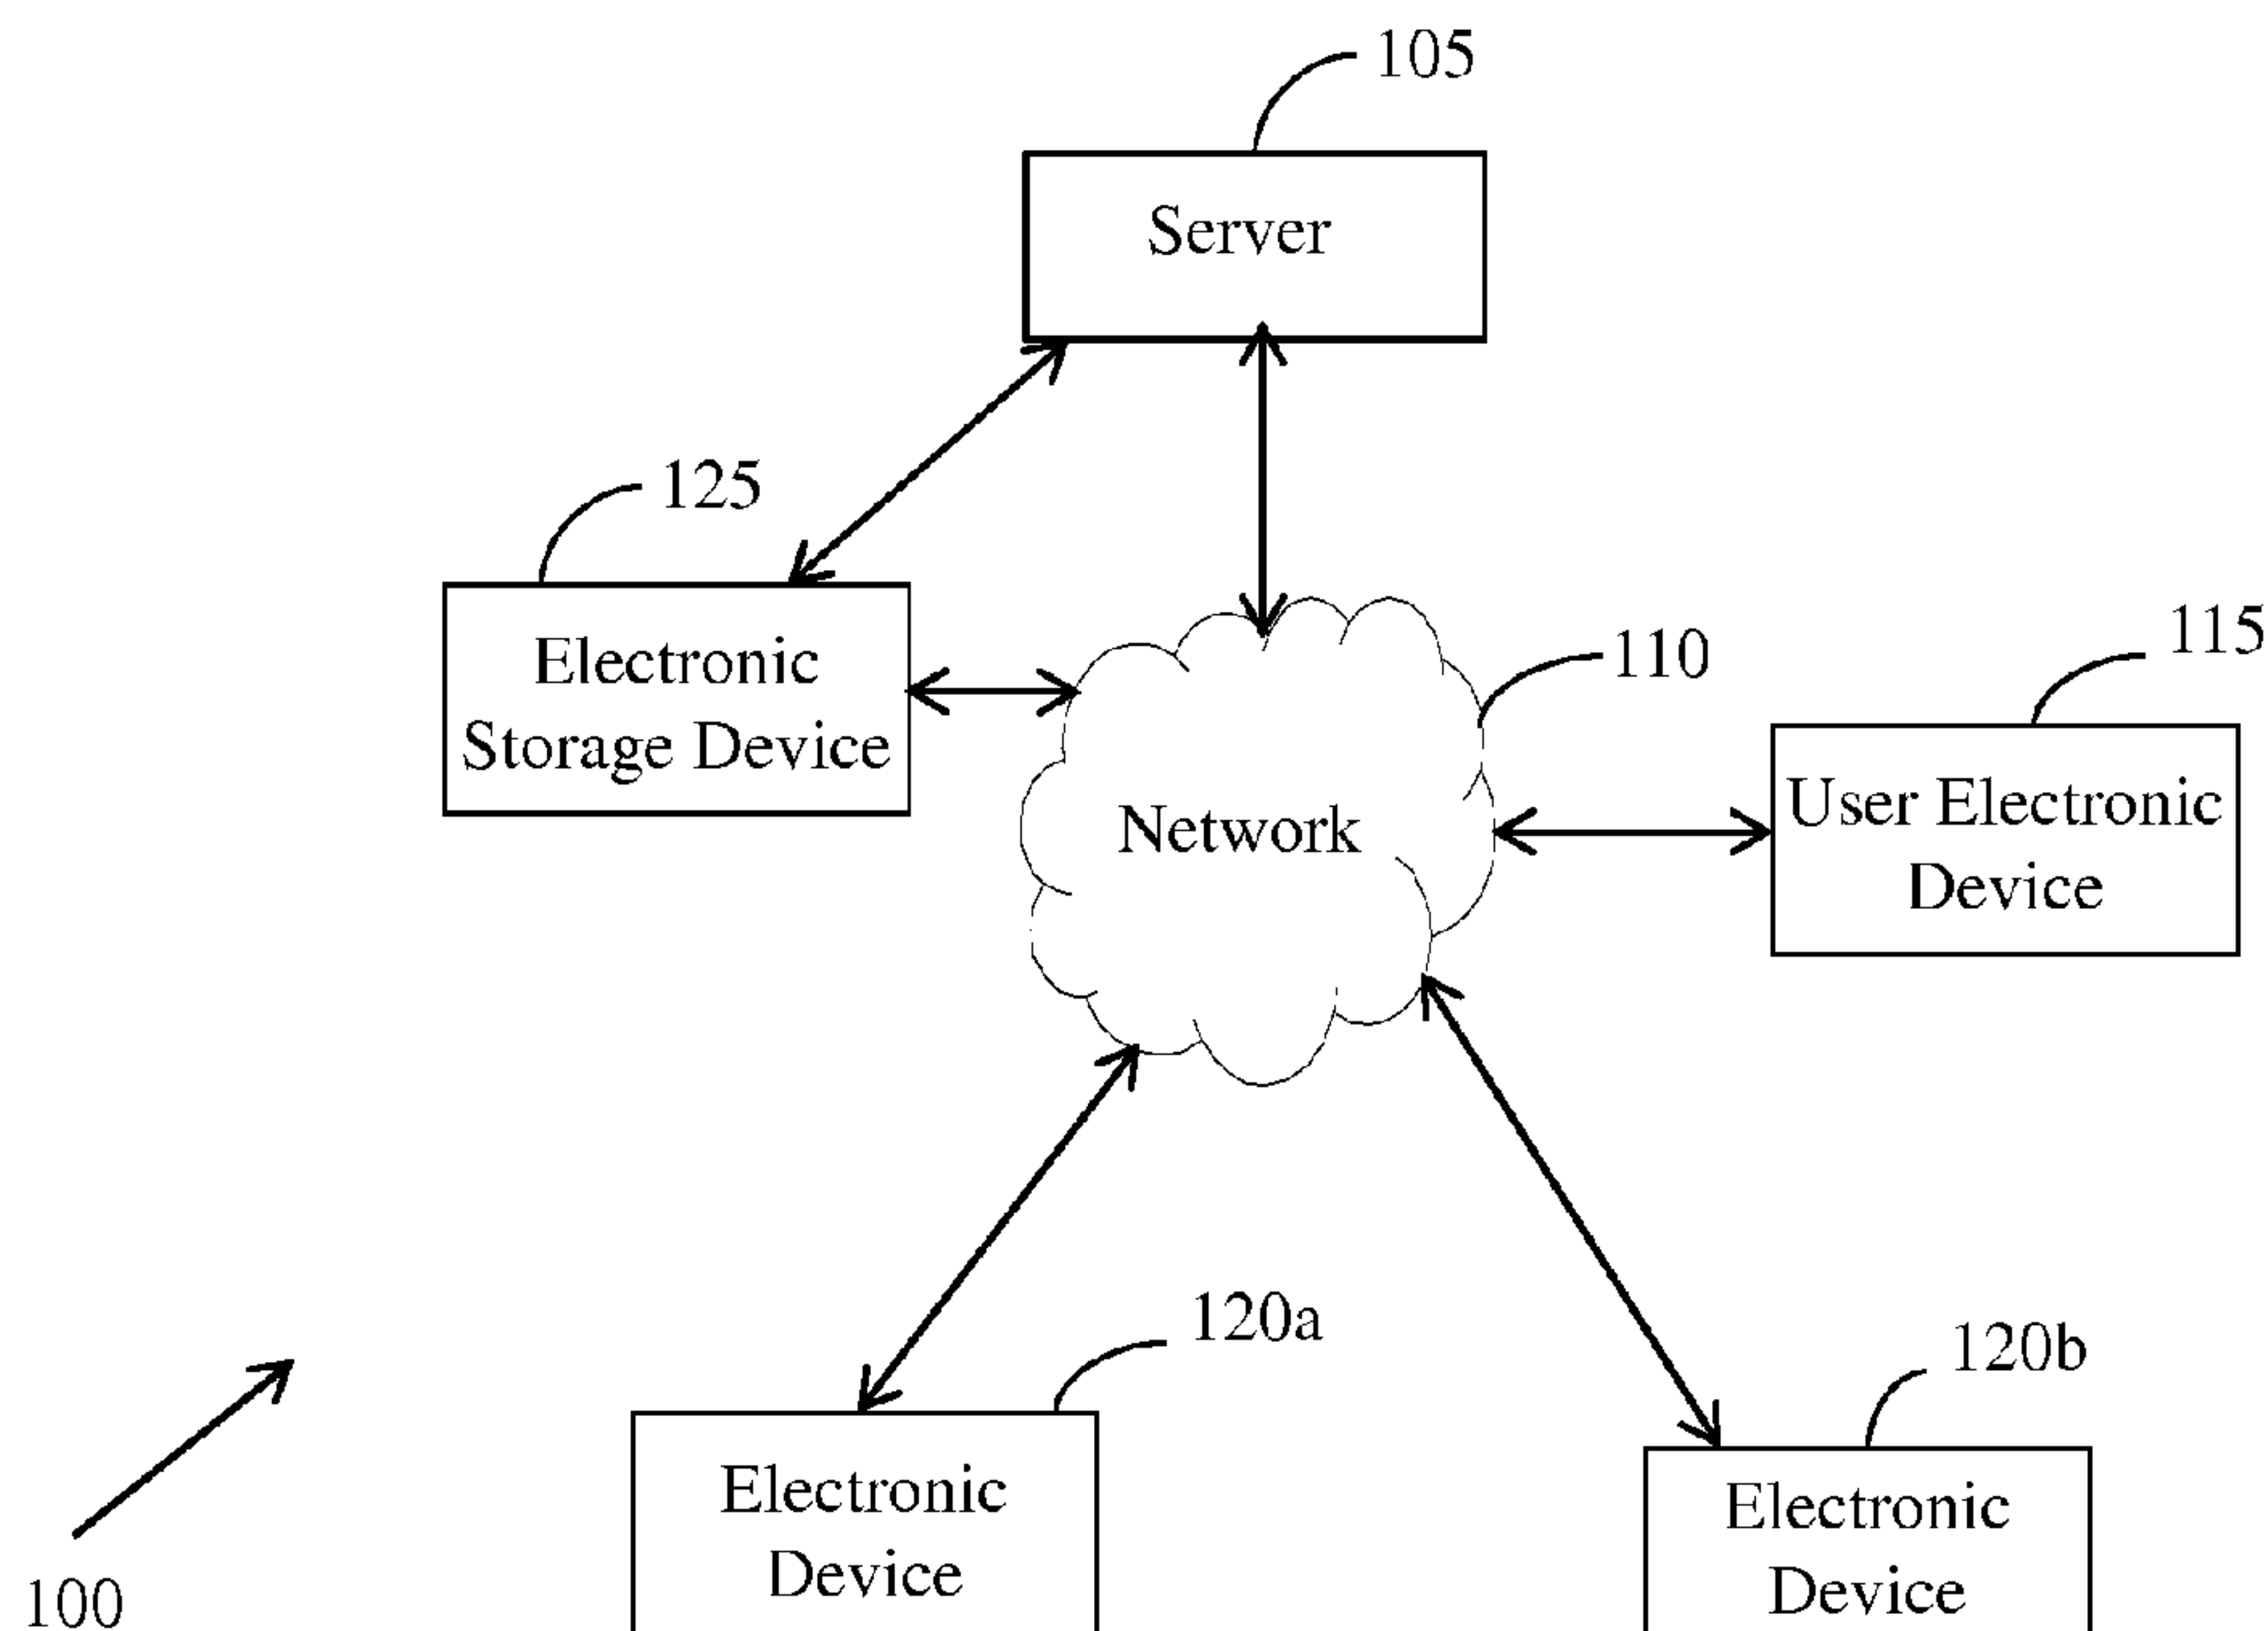 105
Server
125
Electronic
Storage Device
110
115
Network
User Electronic
Device
120a
120b
Electronic
Device
Electronic
Device
100